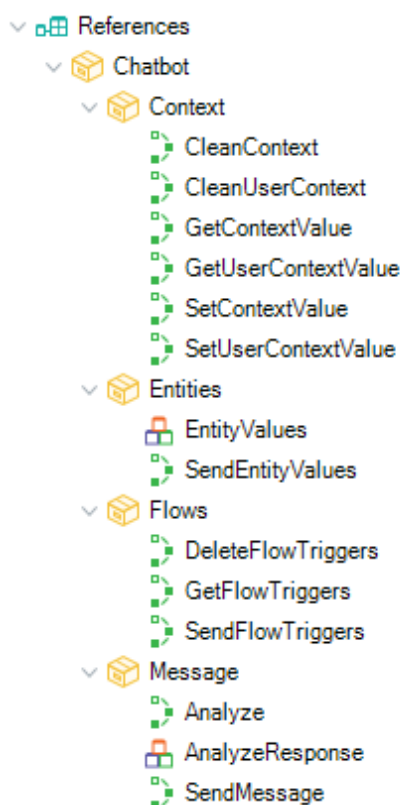 References
Chatbot
Context
CleanContext
CleanUserContext
GetContextValue
GetUserContextValue
SetContextValue
SetUserContextValue
Entities
EntityValues
SendEntityValues
Flows
DeleteFlowTriggers
GetFlowTriggers
SendFlowTriggers
Message
Analyze
AnalyzeResponse
SendMessage